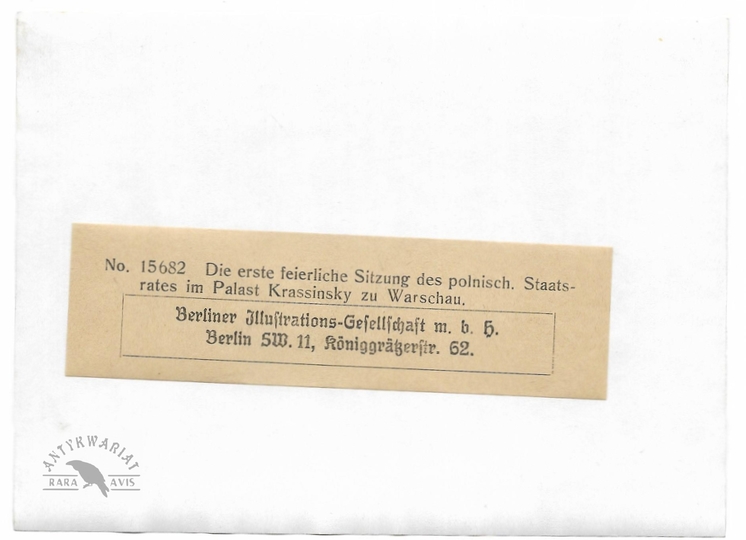 No. 15682 Die erste feierliche Sitzung des polnisch. Staats-
rates im Palast Krassinsky zu Warschau.
Berliner Illustrations-Gesellschaft m. b. H.
Berlin SW. 11, Königgrätzerstr. 62.
ANTYKWARIAT
RARA AVIS